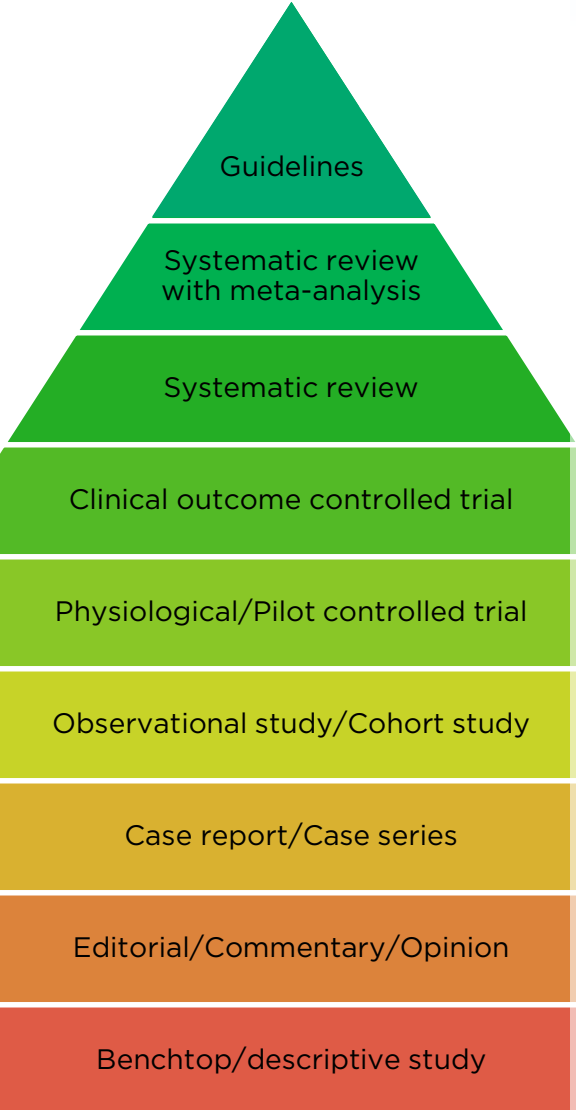 Guidelines
Systematic review
with meta-analysis
Systematic review
Clinical outcome controlled trial
Physiological/Pilot controlled trial
Observational study/Cohort study
Case report/Case series
Editorial/Commentary/Opinion
Benchtop/descriptive study